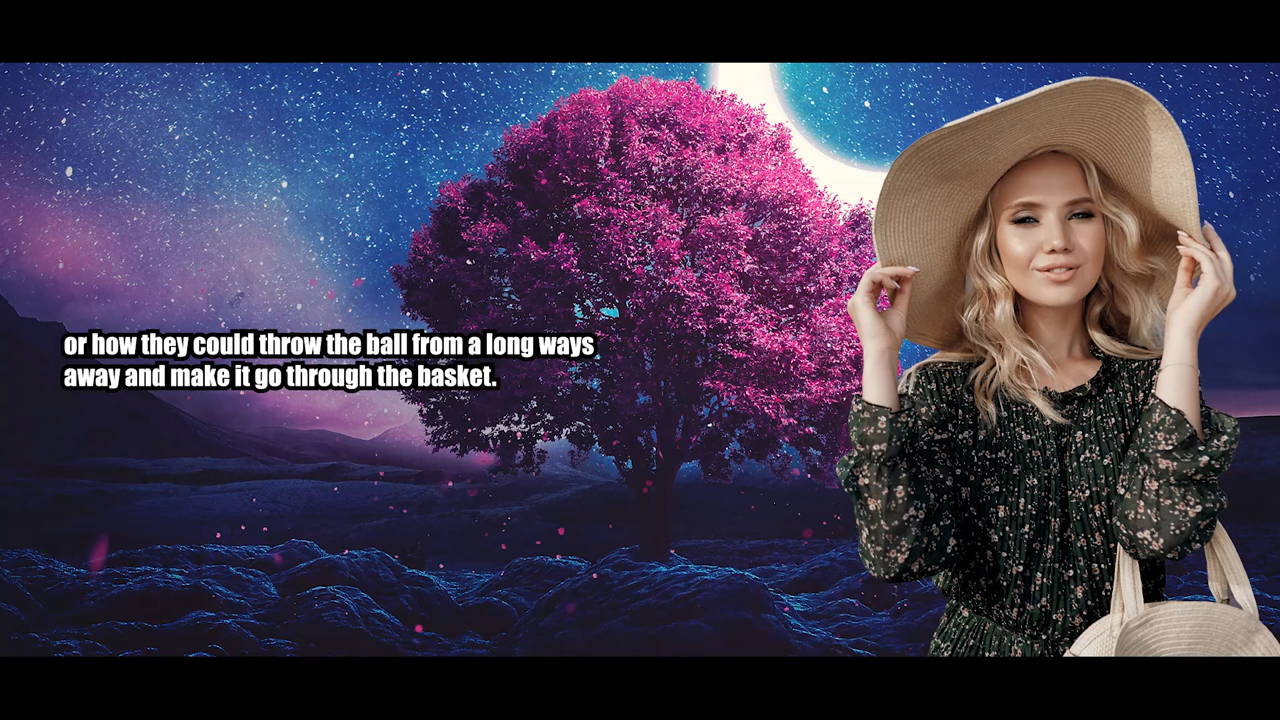 or how they could throw the ball from a long ways
away and make it go through the basket.